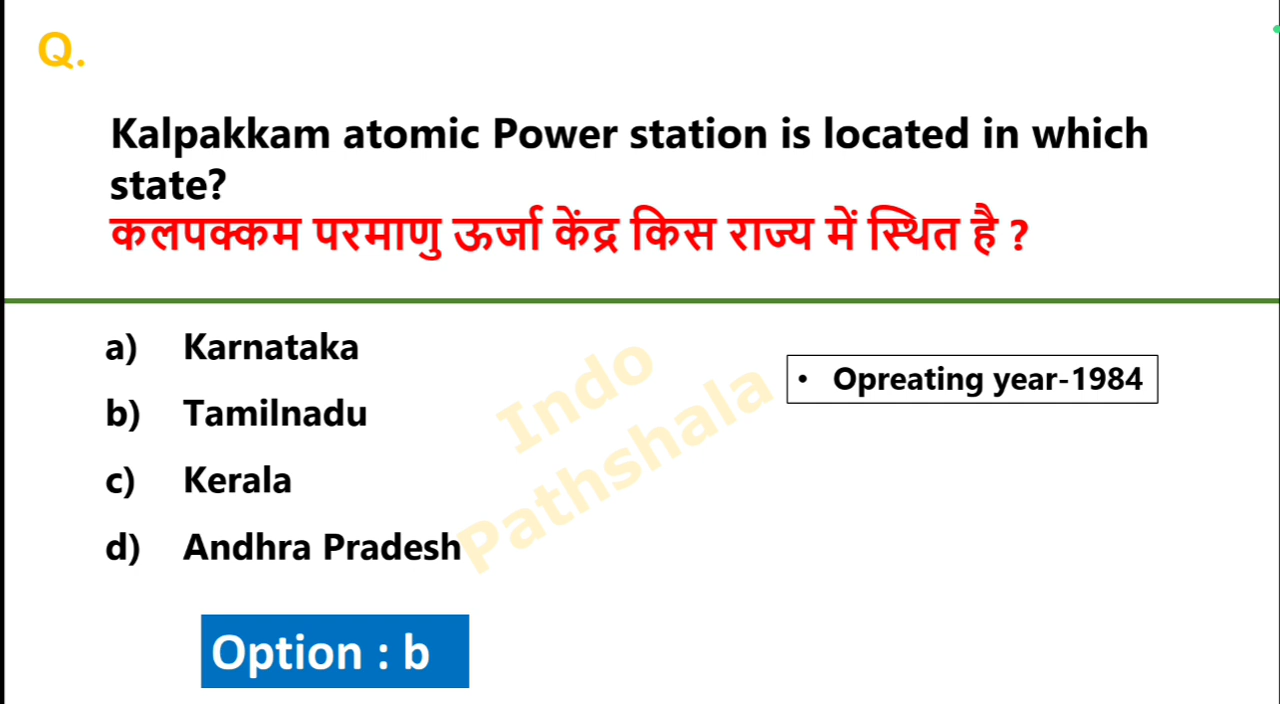 Q.
Kalpakkam atomic Power station is located in which
state?
कलपक्कम परमाणु ऊर्जा केंद्र किस राज्य में स्थित है ?
a) Karnataka
• Opreating year-1984
b) Tamilnadu
c) Kerala
d) Andhra Pradesh
Indo
Pathshala
Option : b